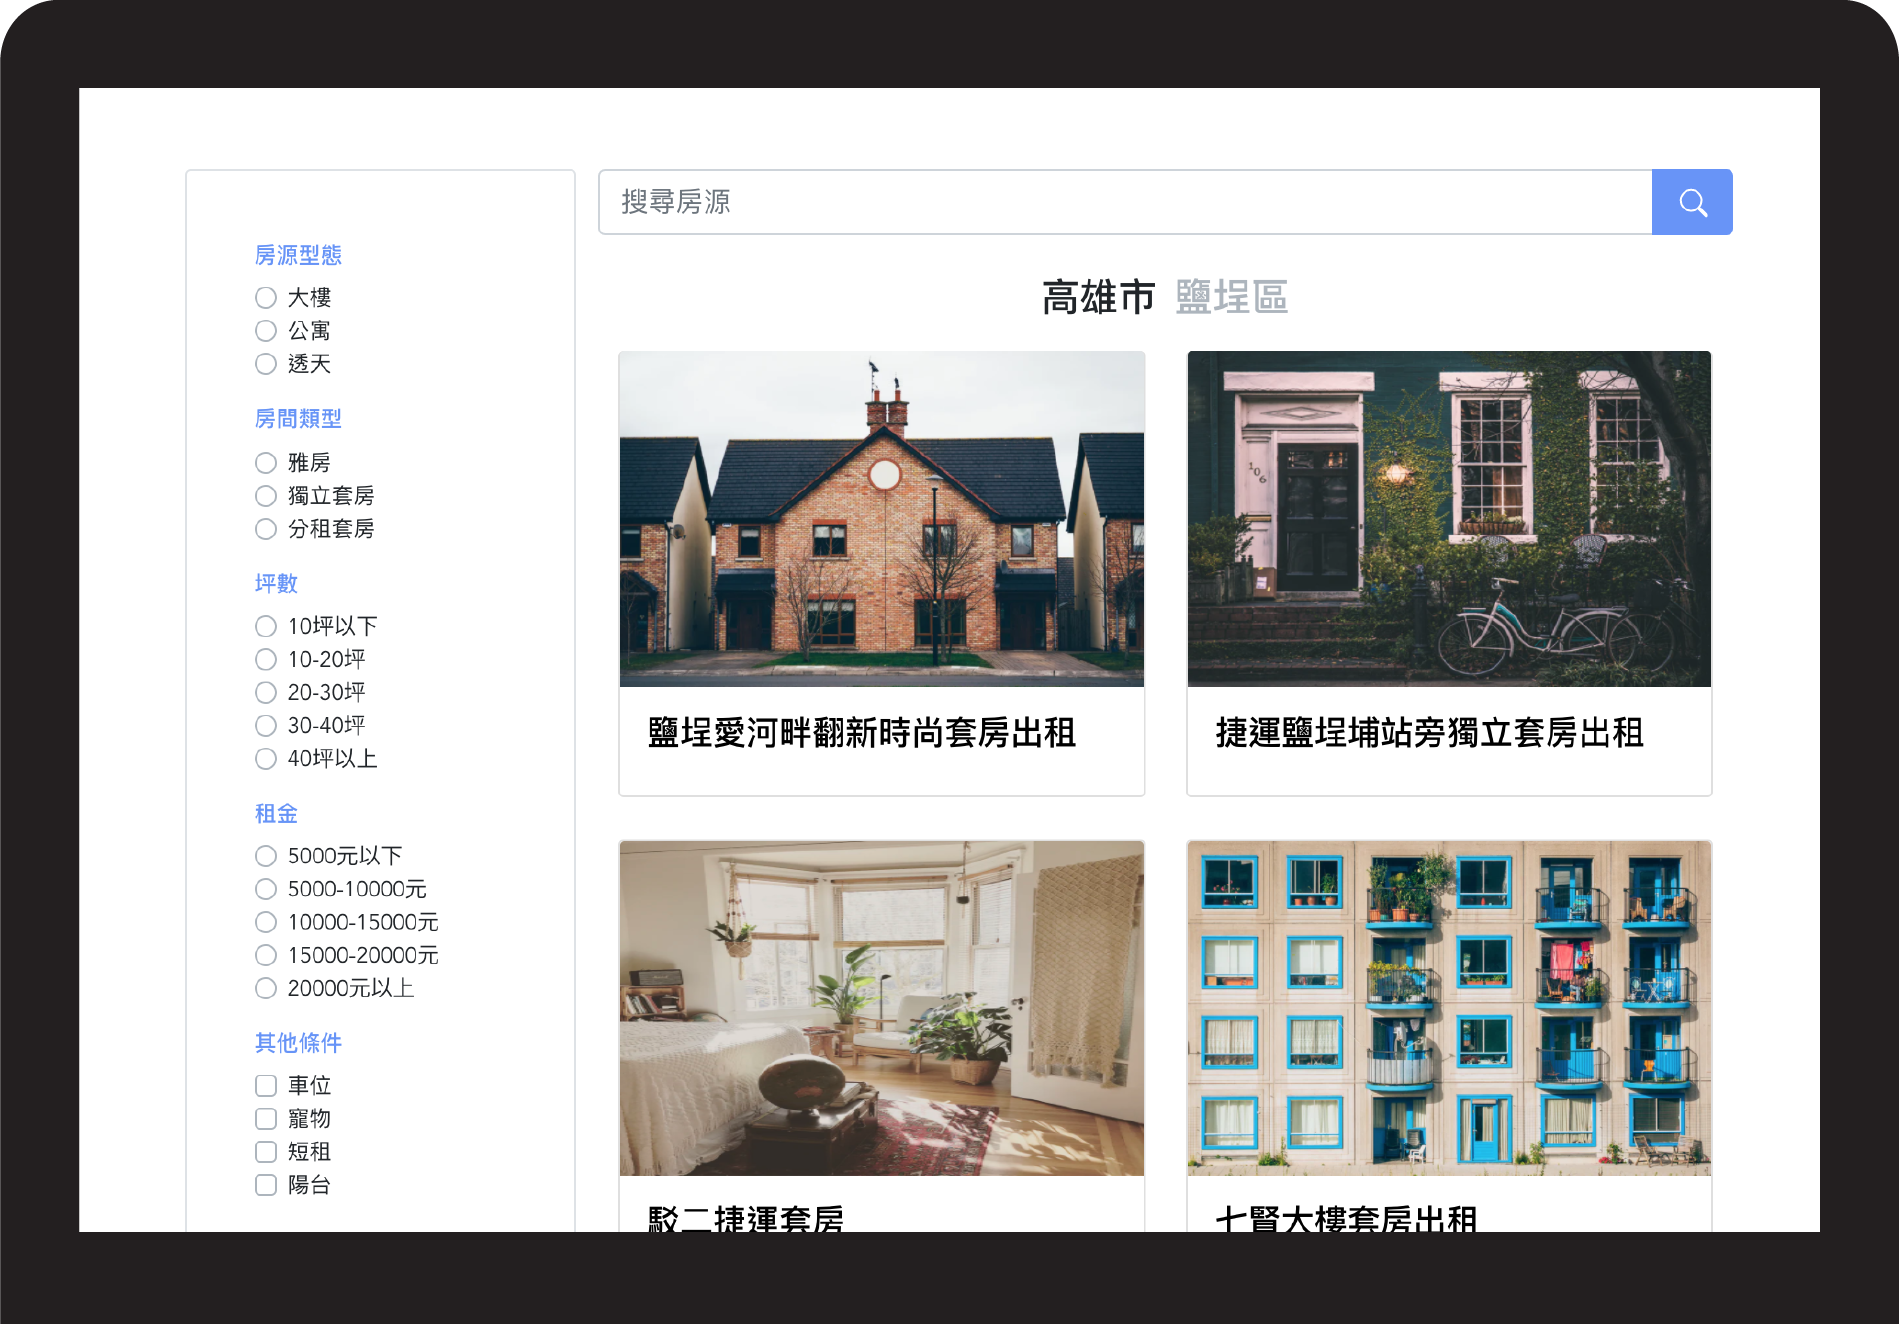 房源型態
大樓
公寓
透天
房間類型
雅房
獨立套房
分租套房
坪數
10坪以下
10-20坪
20-30坪
30-40坪
40坪以上
租金
5000元以下
5000-10000元
10000-15000元
15000-20000元
20000元以上
其他條件
車位
寵物
短租
陽台
搜尋房源
高雄市 鹽埕區
106
鹽埕愛河畔翻新時尚套房出租
捷運鹽埕埔站旁獨立套房出租
駁二捷運套房
七賢大樓套房出租